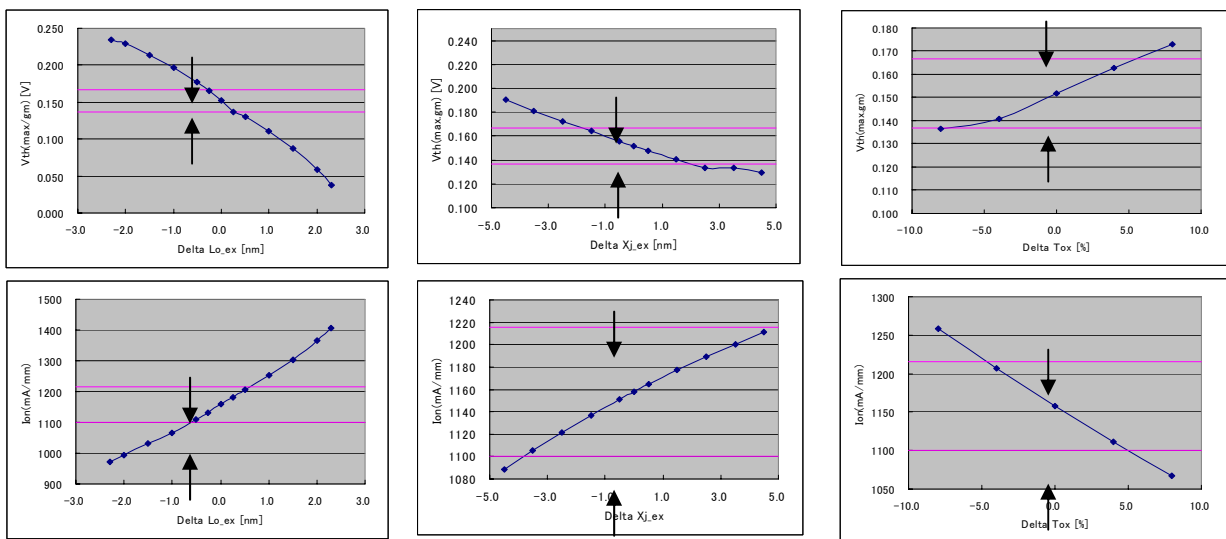 0.250
0.200
0.150
0.100
0.050
0.000
Vth(max/gm) [V]
-3.0 -2.0 -1.0 0.0 1.0 2.0 3.0
Delta Lo_ex [nm]
0.240
0.220
0.200
0.180
0.160
0.140
0.120
0.100
Vth(max.gm) [V]
-5.0 -3.0 -1.0 1.0 3.0 5.0
Delta Xj_ex [nm]
0.180
0.170
0.160
0.150
0.140
0.130
0.120
0.110
0.100
Vth(max.gm)
-10.0 -5.0 0.0 5.0 10.0
Delta Tox [%]
1500
1400
1300
1200
1100
1000
900
Ion(mA/mm)
-3.0 -2.0 -1.0 0.0 1.0 2.0 3.0
Delta Lo_ex [nm]
1240
1220
1200
1180
1160
1140
1120
1100
1080
Ion(mA/mm)
-5.0 -3.0 -1.0 1.0 3.0 5.0
Delta Xj_ex
1300
1250
1200
1150
1100
1050
Ion(mA/mm)
-10.0 -5.0 0.0 5.0 10.0
Delta Tox [%]